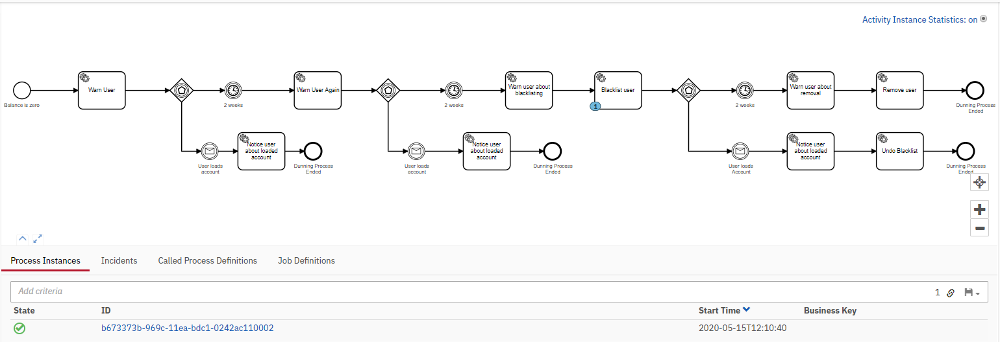 Activity Instance Statistics: on
Balance is zero
Warn User
2 weeks
Warn User Again
2 weeks
Warn user about
blacklisting
Blacklist user
1
2 weeks
Warn user about
removal
Remove user
Dunning Process
Ended
User loads
account
Notice user
about loaded
account
Dunning Process
Ended
User loads
account
Notice user
about loaded
account
Dunning Process
Ended
User loads
Account
Notice user
about loaded
account
Undo Blacklist
Dunning Process
Ended
Process Instances
Incidents
Called Process Definitions
Job Definitions
Add criteria
1
State
ID
Start Time
Business Key
b673373b-969c-11ea-bdc1-0242ac110002
2020-05-15T12:10:40